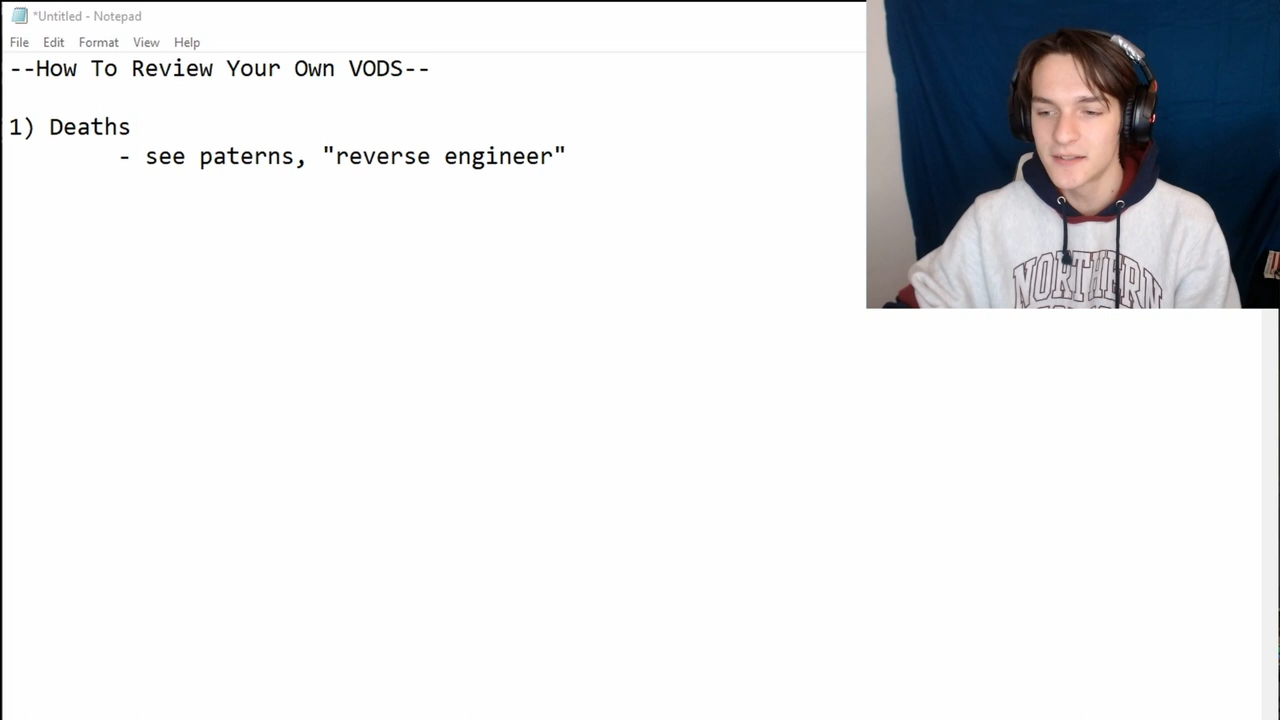 *Untitled - Notepad
File Edit Format View Help
--How To Review Your Own VODS--
1) Deaths
- see paterns, "reverse engineer"
NORTHERN